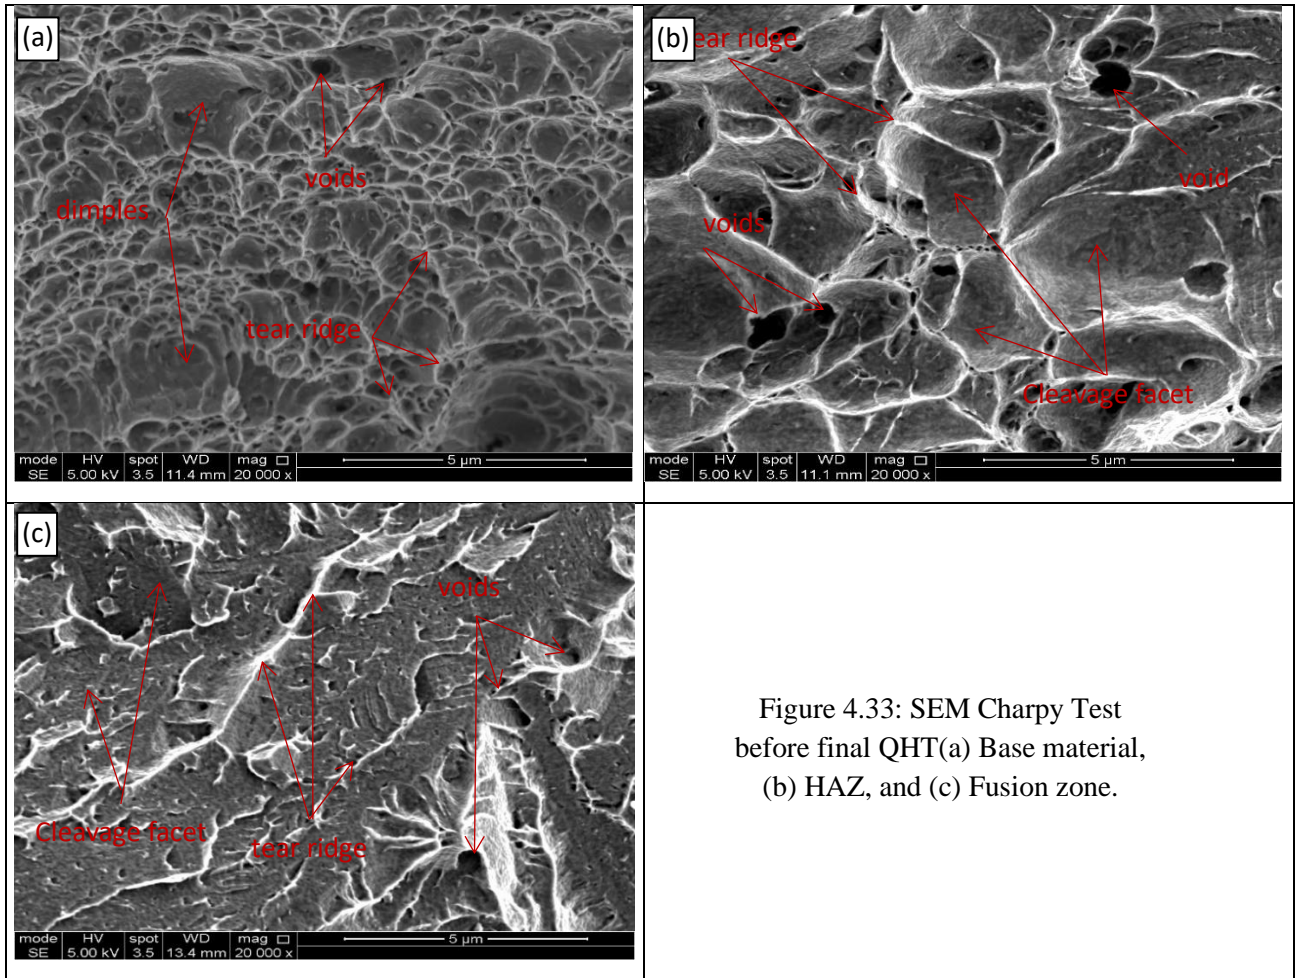 (a)
voids
dimples
tear ridge
mode HV spot WD mag 5 µm
SE 5.00 kV 3.5 11.4 mm 20 000 x
(b)
ear ridge
void
voids
Cleavage facet
mode HV spot WD mag 5 µm
SE 5.00 kV 3.5 11.1 mm 20 000 x
(c)
voids
Cleavage facet
tear ridge
mode HV spot WD mag 5 µm
SE 5.00 kV 3.5 13.4 mm 20 000 x
Figure 4.33: SEM Charpy Test
before final QHT(a) Base material,
(b) HAZ, and (c) Fusion zone.